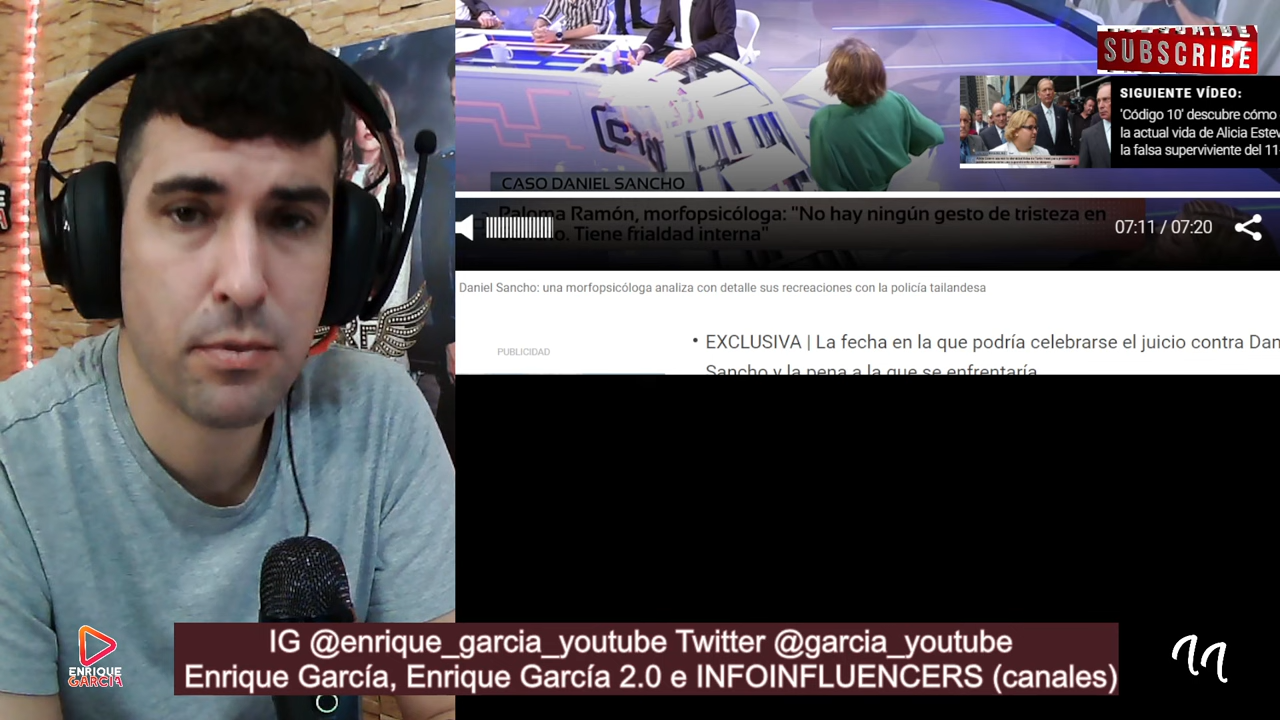 SUBSCRIBE
SIGUIENTE VÍDEO:
'Código 10' descubre cómo
la actual vida de Alicia Estev
la falsa superviviente del 11-
CASO DANIEL SANCHO
Paloma Ramón, morfopsicóloga: "No hay ningún gesto de tristeza en
Tiene frialdad interna"
07:11 / 07:20
Daniel Sancho: una morfopsicóloga analiza con detalle sus recreaciones con la policía tailandesa
PUBLICIDAD
• EXCLUSIVA | La fecha en la que podría celebrarse el juicio contra Dan
Sancho y la pena a la que se enfrentaría
IG @enrique_garcia_youtube Twitter @garcia_youtube
Enrique García, Enrique García 2.0 e INFOINFLUENCERS (canales)
ENRIQUE
GARCÍA